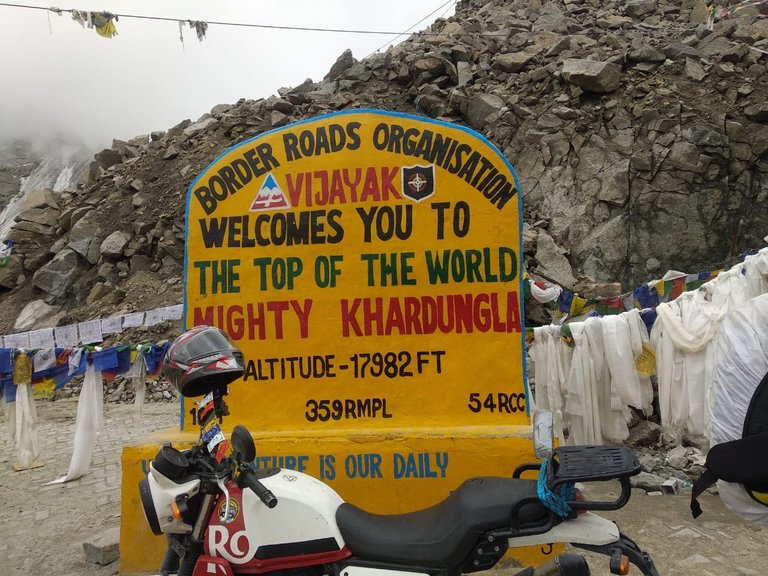 BORDER ROADS ORGANISATION
VIJAYAK
WELCOMES YOU TO
THE TOP OF THE WORLD
MIGHTY KHARDUNGLA
ALTITUDE-17982 FT
359RMPL 54RCC
IS OUR DAILY
RO